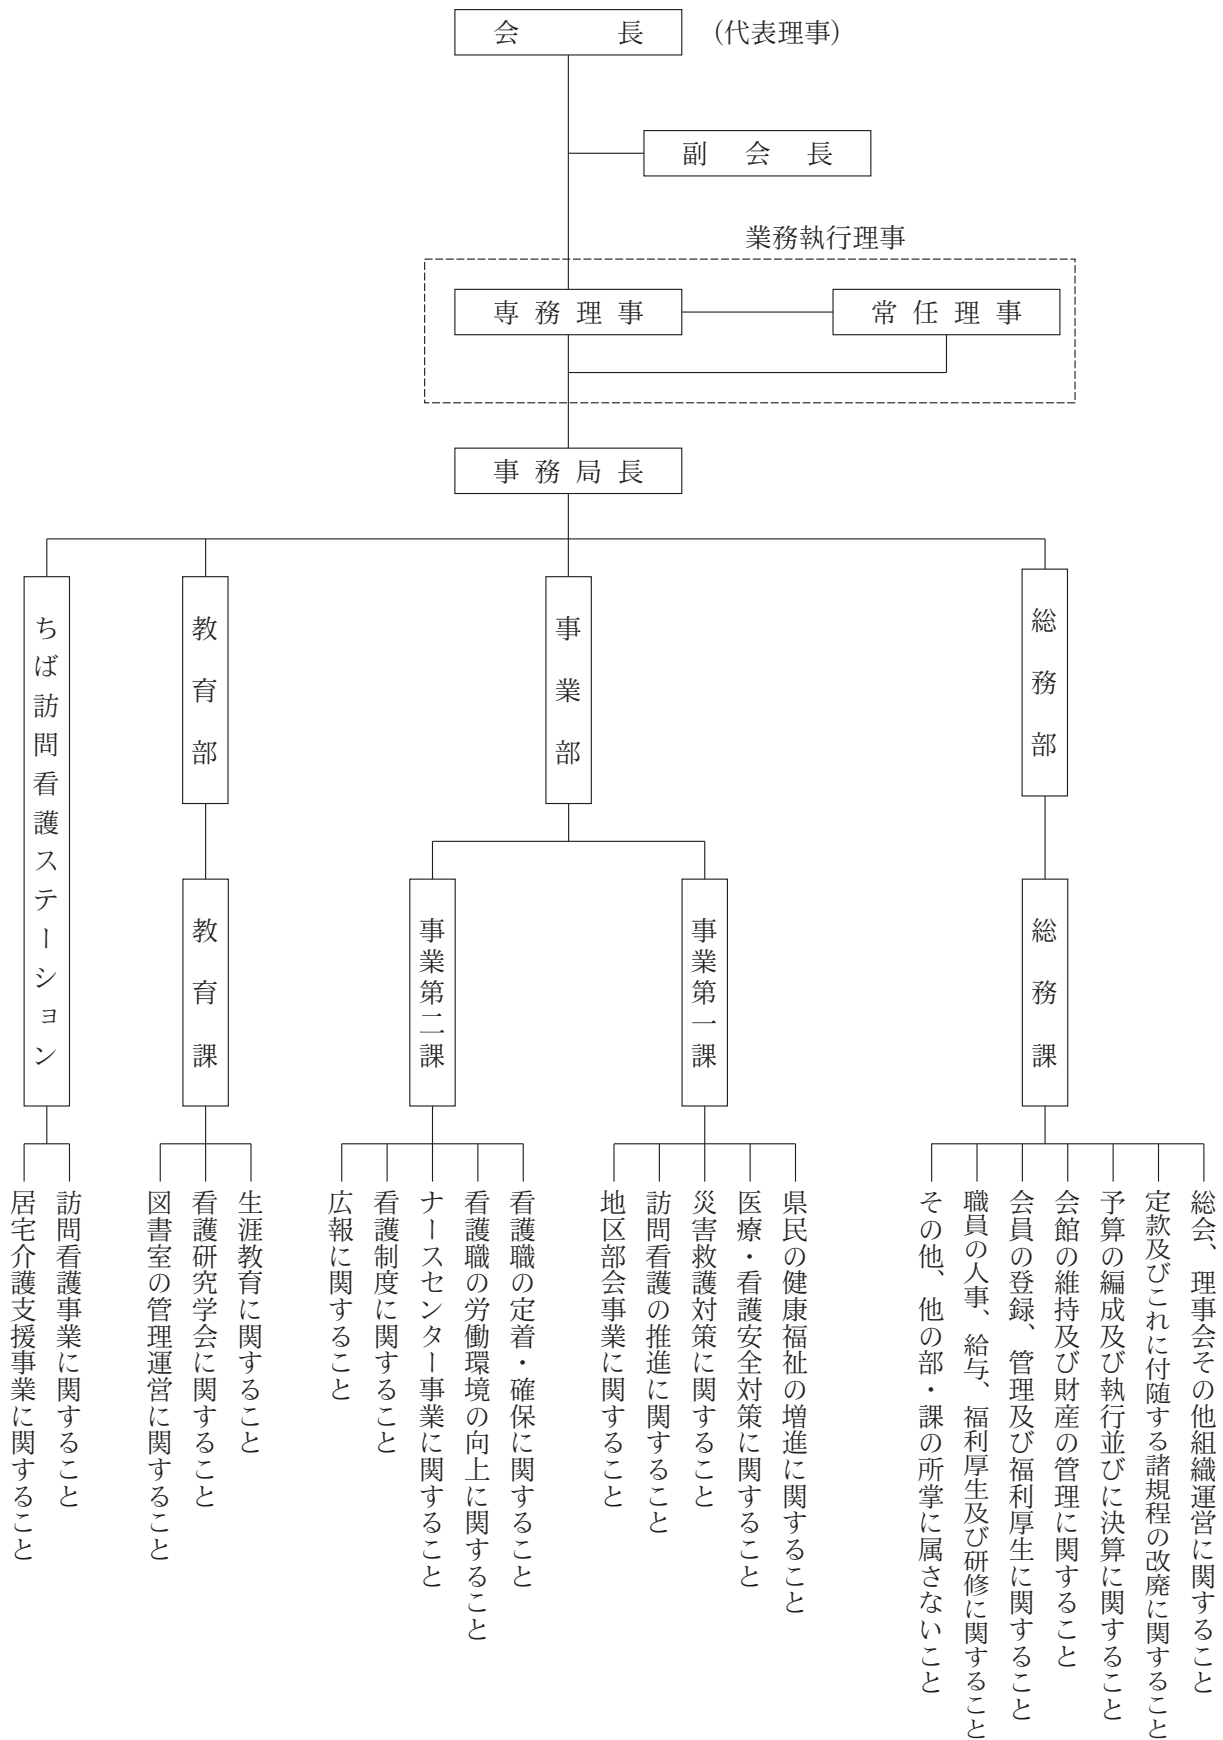 会長 (代表理事)
副会長
業務執行理事
専務理事
常任理事
事務局長
総務部
事業部
教育部
ちば訪問看護ステーション
総務課
事業第一課
事業第二課
教育課
総会、理事会その他組織運営に関すること
定款及びこれに付随する諸規程の改廃に関すること
予算の編成及び執行並びに決算に関すること
会館の維持及び財産の管理に関すること
会員の登録、管理及び福利厚生に関すること
職員の人事、給与、福利厚生及び研修に関すること
その他、他の部・課の所掌に属さないこと
県民の健康福祉の増進に関すること
医療・看護安全対策に関すること
災害救護対策に関すること
訪問看護の推進に関すること
地区部会事業に関すること
看護職の定着・確保に関すること
看護職の労働環境の向上に関すること
ナースセンター事業に関すること
看護制度に関すること
広報に関すること
生涯教育に関すること
看護研究学会に関すること
図書室の管理運営に関すること
訪問看護事業に関すること
居宅介護支援事業に関すること